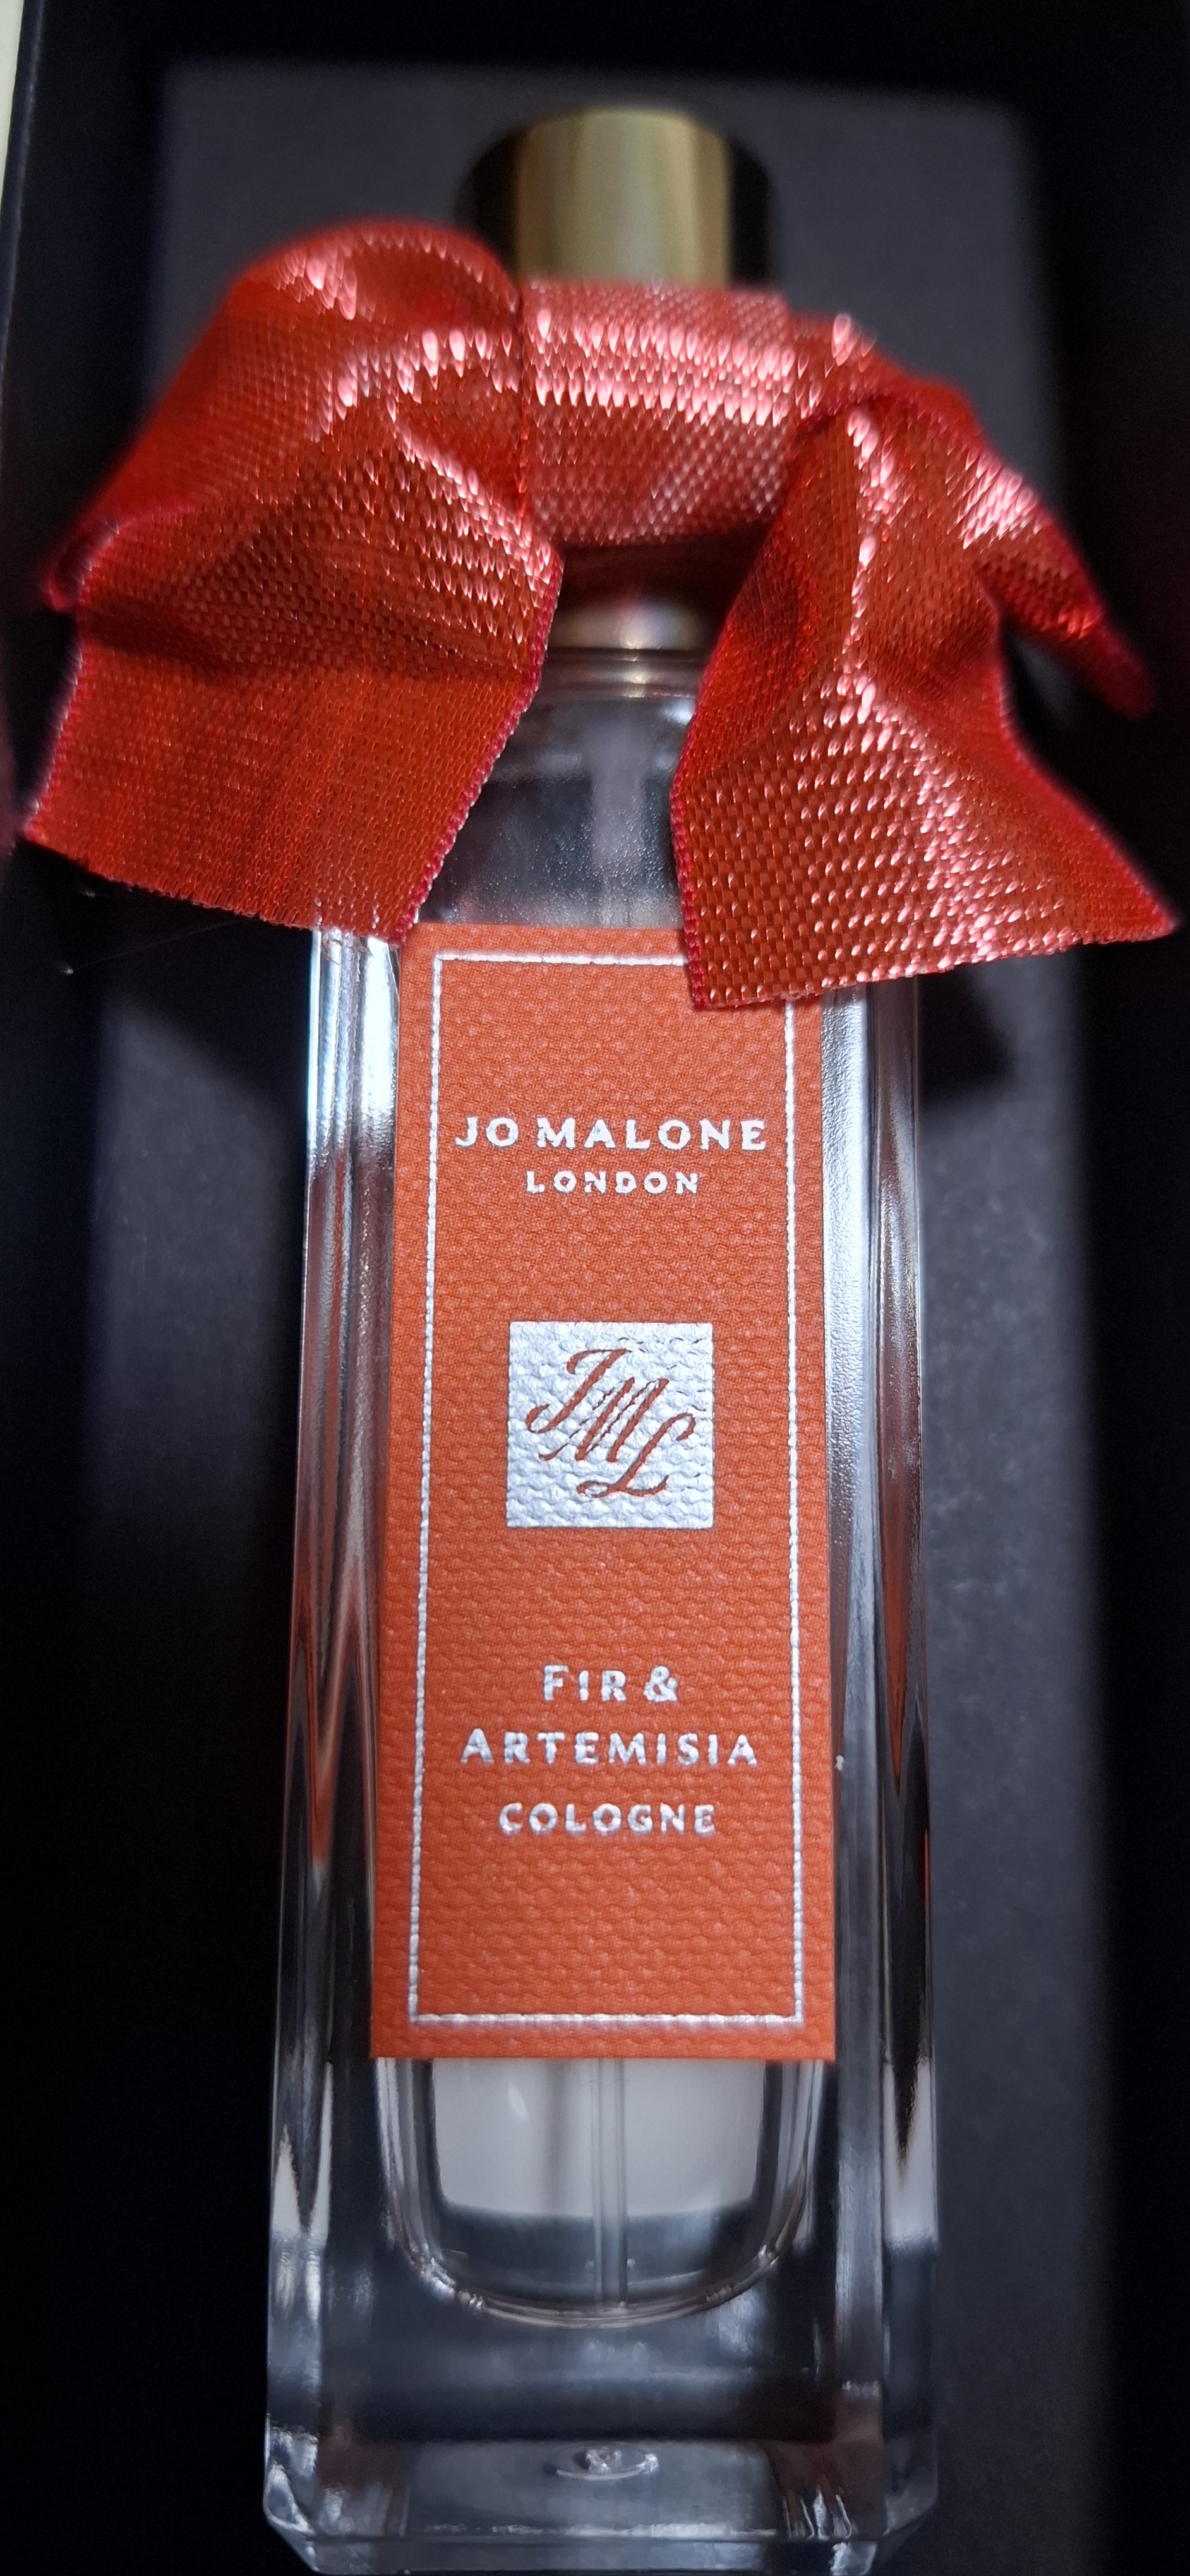 JO MALONE
LONDON
JML
FIR &
ARTEMISIA
COLOGNE